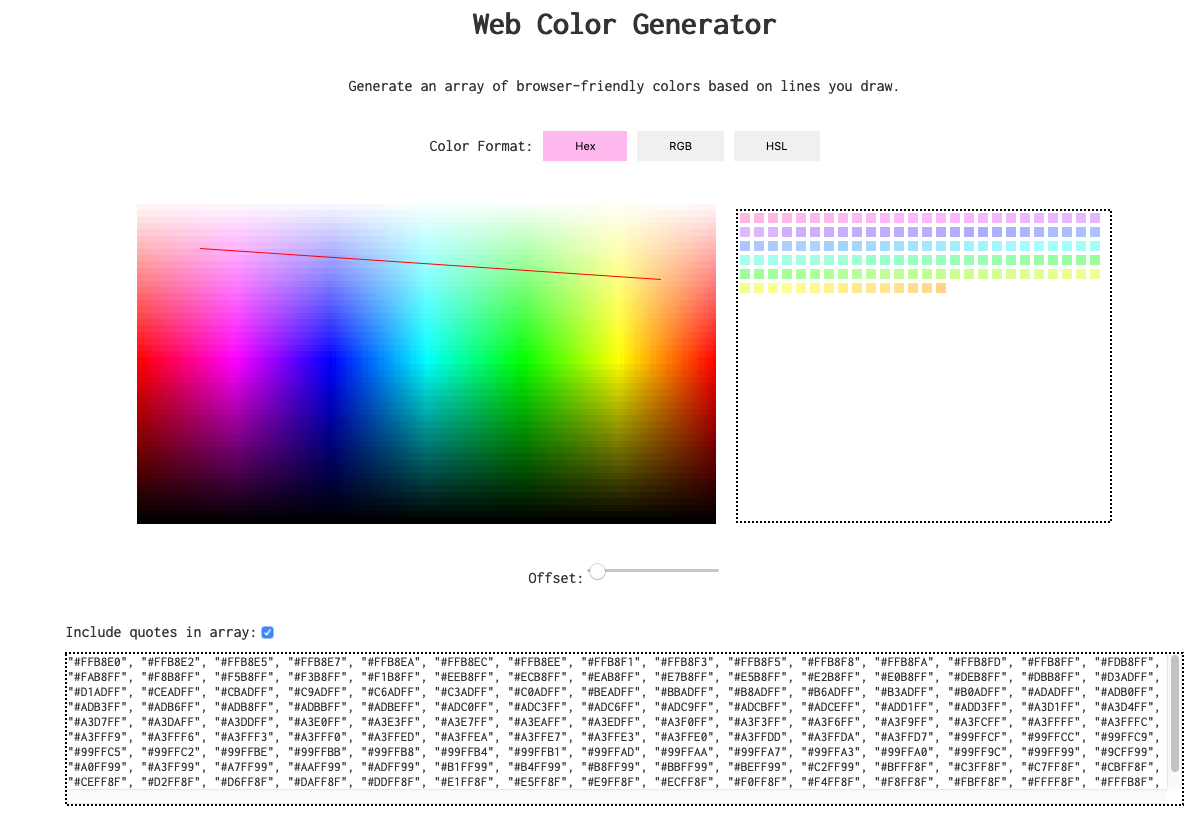 Web Color Generator
Generate an array of browser-friendly colors based on lines you draw.
Color Format: Hex RGB HSL
Offset:
Include quotes in array:
"#FFB8E0", "#FFB8E2", "#FFB8E5", "#FFB8E7", "#FFB8EA", "#FFB8EC", "#FFB8EE", "#FFB8F1", "#FFB8F3", "#FFB8F5", "#FFB8F8", "#FFB8FA", "#FFB8FD", "#FFB8FF", "#FDB8FF",
"#FAB8FF", "#F8B8FF", "#F5B8FF", "#F3B8FF", "#F1B8FF", "#EEB8FF", "#ECB8FF", "#EAB8FF", "#E7B8FF", "#E5B8FF", "#E2B8FF", "#E0B8FF", "#DEB8FF", "#DBB8FF", "#D3ADFF",
"#D1ADFF", "#CEADFF", "#CBADFF", "#C9ADFF", "#C6ADFF", "#C3ADFF", "#C0ADFF", "#BEADFF", "#BBADFF", "#B8ADFF", "#B6ADFF", "#B3ADFF", "#B0ADFF", "#ADADFF", "#ADB0FF",
"#ADB3FF", "#ADB6FF", "#ADB8FF", "#ADBBFF", "#ADBEFF", "#ADC0FF", "#ADC3FF", "#ADC6FF", "#ADC9FF", "#ADCBFF", "#ADCEFF", "#ADD1FF", "#ADD3FF", "#A3D1FF", "#A3D4FF",
"#A3D7FF", "#A3DAFF", "#A3DDFF", "#A3E0FF", "#A3E3FF", "#A3E7FF", "#A3EAFF", "#A3EDFF", "#A3F0FF", "#A3F3FF", "#A3F6FF", "#A3F9FF", "#A3FCFF", "#A3FFFF", "#A3FFFC",
"#A3FFF9", "#A3FFF6", "#A3FFF3", "#A3FFF0", "#A3FFED", "#A3FFEA", "#A3FFE7", "#A3FFE3", "#A3FFE0", "#A3FFDD", "#A3FFDA", "#A3FFD7", "#99FFCF", "#99FFCC", "#99FFC9",
"#99FFC5", "#99FFC2", "#99FFBE", "#99FFBB", "#99FFB8", "#99FFB4", "#99FFB1", "#99FFAD", "#99FFAA", "#99FFA7", "#99FFA3", "#99FFA0", "#99FF9C", "#99FF99", "#9CFF99",
"#A0FF99", "#A3FF99", "#A7FF99", "#AAFF99", "#ADFF99", "#B1FF99", "#B4FF99", "#B8FF99", "#BBFF99", "#BEFF99", "#C2FF99", "#BFFF8F", "#C3FF8F", "#C7FF8F", "#CBFF8F",
"#CEFF8F", "#D2FF8F", "#D6FF8F", "#DAFF8F", "#DDFF8F", "#E1FF8F", "#E5FF8F", "#E9FF8F", "#ECFF8F", "#F0FF8F", "#F4FF8F", "#F8FF8F", "#FBFF8F", "#FFFF8F", "#FFFB8F",